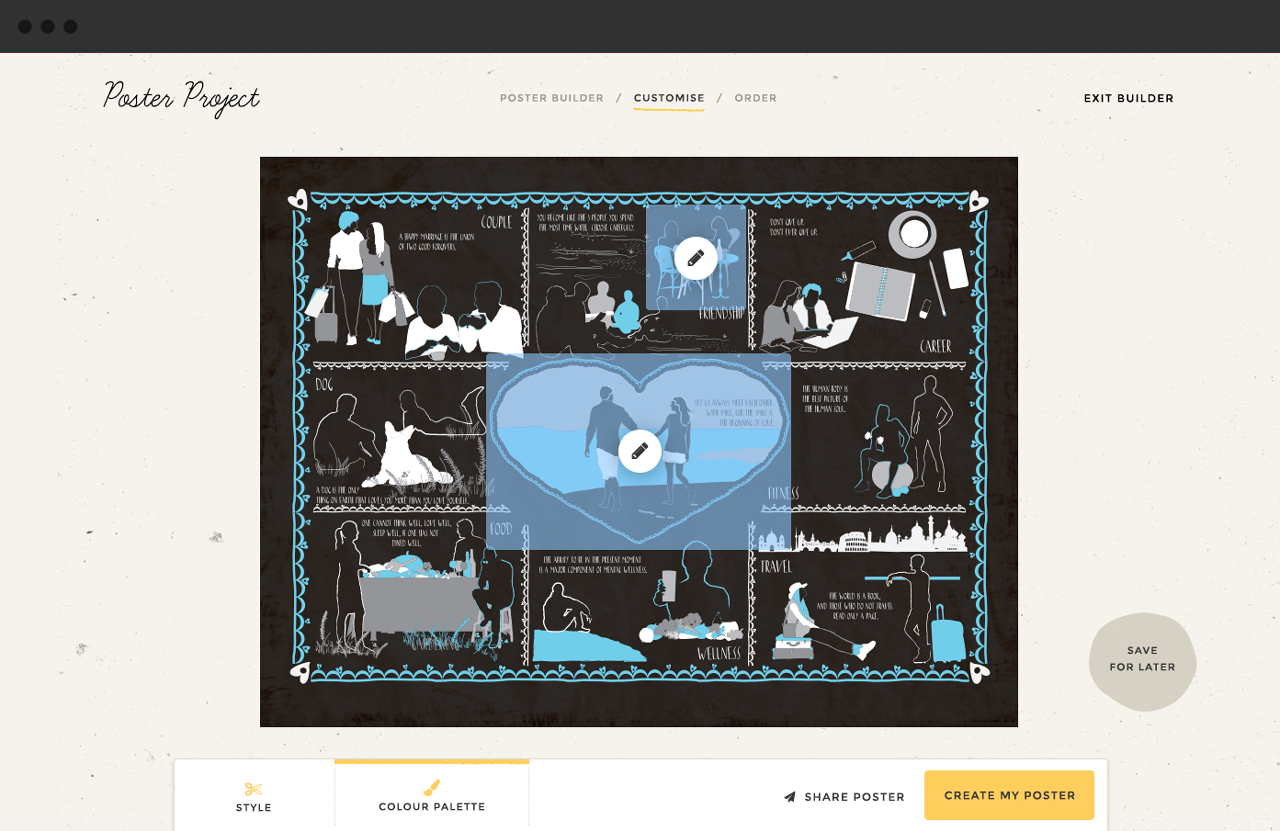 Poster Project
POSTER BUILDER / CUSTOMISE / ORDER
EXIT BUILDER
COUPLE
A HAPPY MARRIAGE IS THE UNION
OF TWO GOOD FORGIVERS.
YOU BECOME LIKE THE 5 PEOPLE YOU SPEND
THE MOST TIME WITH. CHOOSE CAREFULLY.
FRIENDSHIP
DON'T GIVE UP.
DON'T EVER GIVE UP.
CAREER
DOG
A DOG IS THE ONLY
THING ON EARTH THAT LOVES YOU MORE THAN YOU LOVE YOURSELF.
LET US ALWAYS MEET EACH OTHER
WITH SMILE, FOR THE SMILE IS
THE BEGINNING OF LOVE.
THE HUMAN BODY IS
THE BEST PICTURE OF
THE HUMAN SOUL.
FITNESS
ONE CANNOT THINK WELL, LOVE WELL,
SLEEP WELL, IF ONE HAS NOT
DINED WELL.
FOOD
THE ABILITY TO BE IN THE PRESENT MOMENT
IS A MAJOR COMPONENT OF MENTAL WELLNESS.
WELLNESS
TRAVEL
THE WORLD IS A BOOK,
AND THOSE WHO DO NOT TRAVEL
READ ONLY A PAGE.
SAVE
FOR LATER
STYLE
COLOUR PALETTE
SHARE POSTER
CREATE MY POSTER